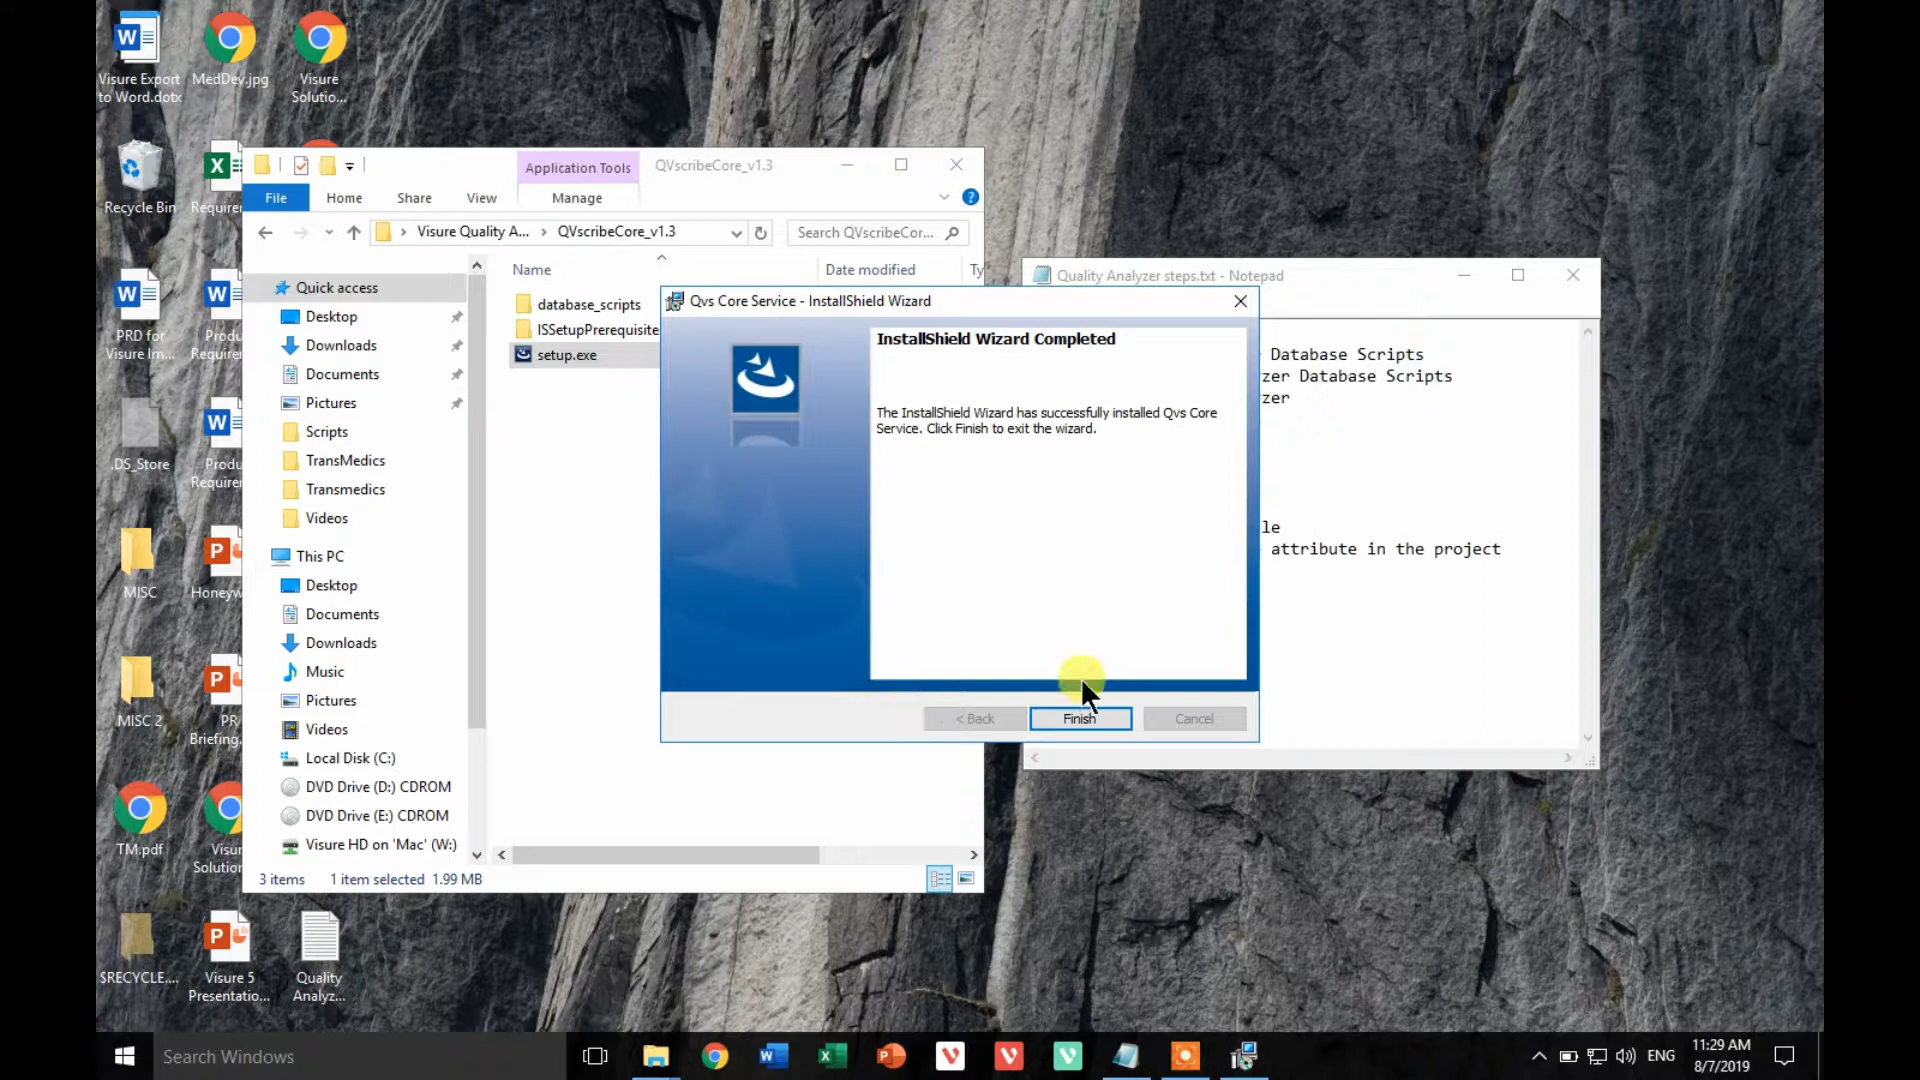 Visure Export
to Word.dotx
MedDev.jpg
Visure
Solutio...
Recycle Bin
Requirer
PRD for
Visure Im...
Produ
Requirer
.DS_Store
Produ
Requirer
MISC
Honeyw
MISC 2
PR
Briefing.
TM.pdf
Visur
Solution
$RECYCLE....
Visure 5
Presentatio...
Quality
Analyz...
Application Tools
QVscribeCore_v1.3
File
Home
Share
View
Manage
Visure Quality A...
QVscribeCore_v1.3
Search QVscribeCor...
Name
Date modified
Ty
Quick access
Desktop
Downloads
Documents
Pictures
Scripts
TransMedics
Transmedics
Videos
This PC
Desktop
Documents
Downloads
Music
Pictures
Videos
Local Disk (C:)
DVD Drive (D:) CDROM
DVD Drive (E:) CDROM
Visure HD on 'Mac' (W:)
database_scripts
ISSetupPrerequisite
setup.exe
3 items
1 item selected 1.99 MB
Qvs Core Service - InstallShield Wizard
InstallShield Wizard Completed
The InstallShield Wizard has successfully installed Qvs Core
Service. Click Finish to exit the wizard.
< Back
Finish
Cancel
Quality Analyzer steps.txt - Notepad
Database Scripts
zer Database Scripts
zer
le
attribute in the project
Search Windows
ENG
11:29 AM
8/7/2019